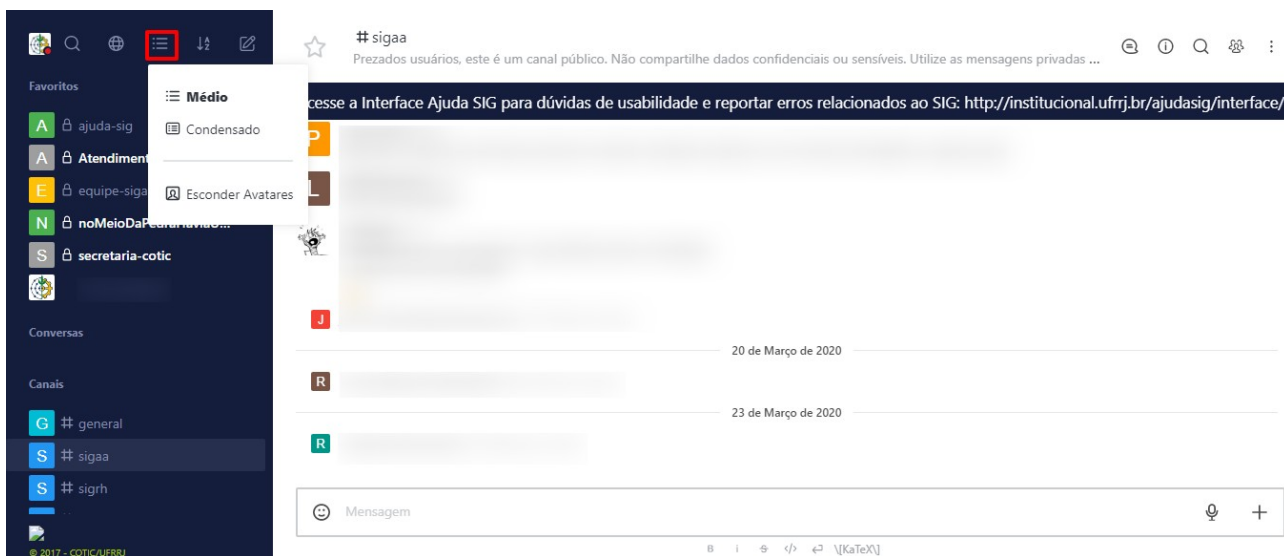 Favoritos
A ajuda-sig
A Atendiment
E equipe-siga
N
S secretaria-cotic
Conversas
Canais
G # general
S # sigaa
S # sigrh
© 2017 - COTIC/UFRRJ
Médio
Condensado
Esconder Avatares
# sigaa
Prezados usuários, este é um canal público. Não compartilhe dados confidenciais ou sensíveis. Utilize as mensagens privadas ...
cesse a Interface Ajuda SIG para dúvidas de usabilidade e reportar erros relacionados ao SIG: http://institucional.ufrrj.br/ajudasig/interface/
P
L
J
20 de Março de 2020
R
23 de Março de 2020
R
Mensagem
B i S </> \[KaTeX\]